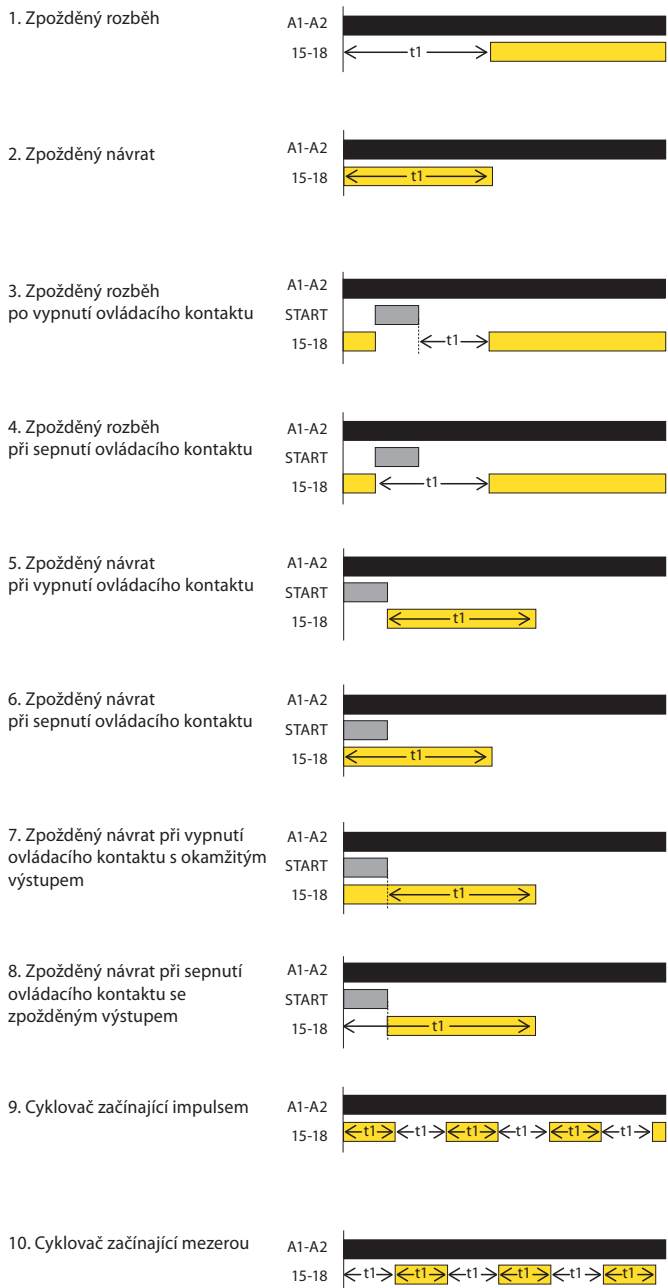 1. Zpožděný rozběh
A1-A2
15-18
t1
2. Zpožděný návrat
A1-A2
15-18
t1
3. Zpožděný rozběh
po vypnutí ovládacího kontaktu
A1-A2
START
15-18
t1
4. Zpožděný rozběh
při sepnutí ovládacího kontaktu
A1-A2
START
15-18
t1
5. Zpožděný návrat
při vypnutí ovládacího kontaktu
A1-A2
START
15-18
t1
6. Zpožděný návrat
při sepnutí ovládacího kontaktu
A1-A2
START
15-18
t1
7. Zpožděný návrat při vypnutí
ovládacího kontaktu s okamžitým
výstupem
A1-A2
START
15-18
t1
8. Zpožděný návrat při sepnutí
ovládacího kontaktu se
zpožděným výstupem
A1-A2
START
15-18
t1
9. Cyklovač začínající impulsem
A1-A2
15-18
t1 t1 t1 t1 t1 t1
10. Cyklovač začínající mezerou
A1-A2
15-18
t1 t1 t1 t1 t1 t1